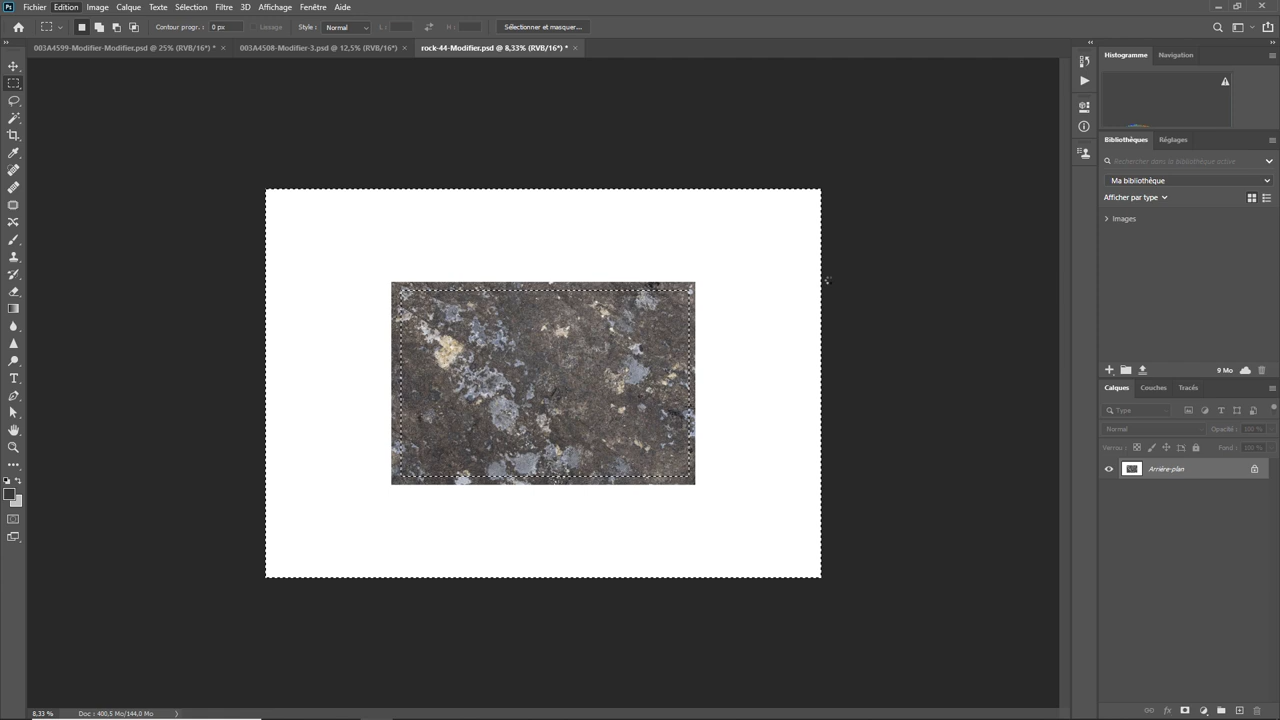 Ps Fichier Edition Image Calque Texte Sélection Filtre 3D Affichage Fenêtre Aide
Contour progr. : 0 px Lissage Style : Normal L : H : Sélectionner et masquer...
003A4599-Modifier-Modifier.psd @ 25% (RVB/16*) * × 003A4508-Modifier-3.psd @ 12,5% (RVB/16*) × rock-44-Modifier.psd @ 8,33% (RVB/16*) * ×
Histogramme Navigation
Bibliothèques Réglages
Rechercher dans la bibliothèque active
Ma bibliothèque
Afficher par type
Images
9 Mo
Calques Couches Tracés
Type
Normal Opacité : 100 %
Verrou : Fond : 100 %
Arrière-plan
fx
8,33 % Doc : 400,5 Mo/144,0 Mo